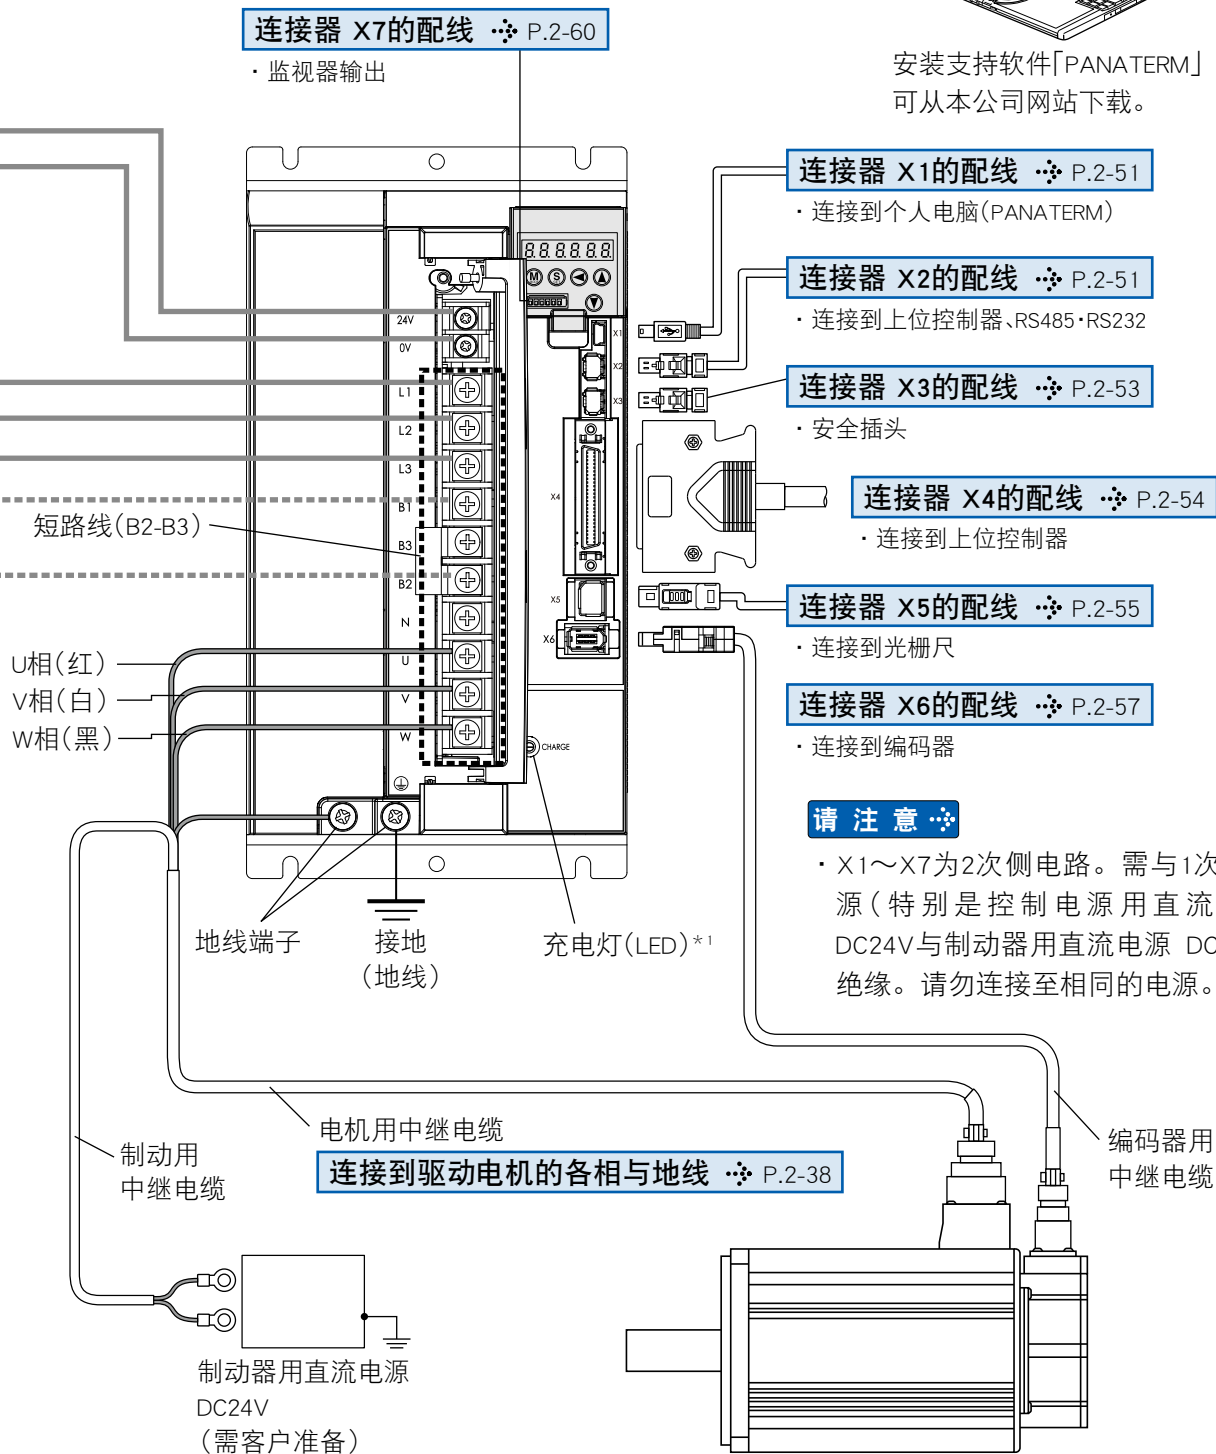 连接器 X7的配线 P.2-60
・监视器输出
安装支持软件「PANATERM」
可从本公司网站下载。
连接器 X1的配线 P.2-51
・连接到个人电脑(PANATERM)
连接器 X2的配线 P.2-51
・连接到上位控制器、RS485・RS232
连接器 X3的配线 P.2-53
・安全插头
连接器 X4的配线 P.2-54
・连接到上位控制器
连接器 X5的配线 P.2-55
・连接到光栅尺
连接器 X6的配线 P.2-57
・连接到编码器
8.8.8.8.8.8.
M S
24V
0V
L1
L2
L3
B1
B3
B2
N
U
V
W
X1
X2
X3
X4
X5
X6
CHARGE
短路线(B2-B3)
U相(红)
V相(白)
W相(黑)
地线端子
接地
(地线)
充电灯(LED)*1
请 注 意
・X1～X7为2次侧电路。需与1次
源(特别是控制电源用直流
DC24V与制动器用直流电源 DC
绝缘。请勿连接至相同的电源。
电机用中继电缆
连接到驱动电机的各相与地线 P.2-38
制动用
中继电缆
编码器用
中继电缆
制动器用直流电源
DC24V
(需客户准备)